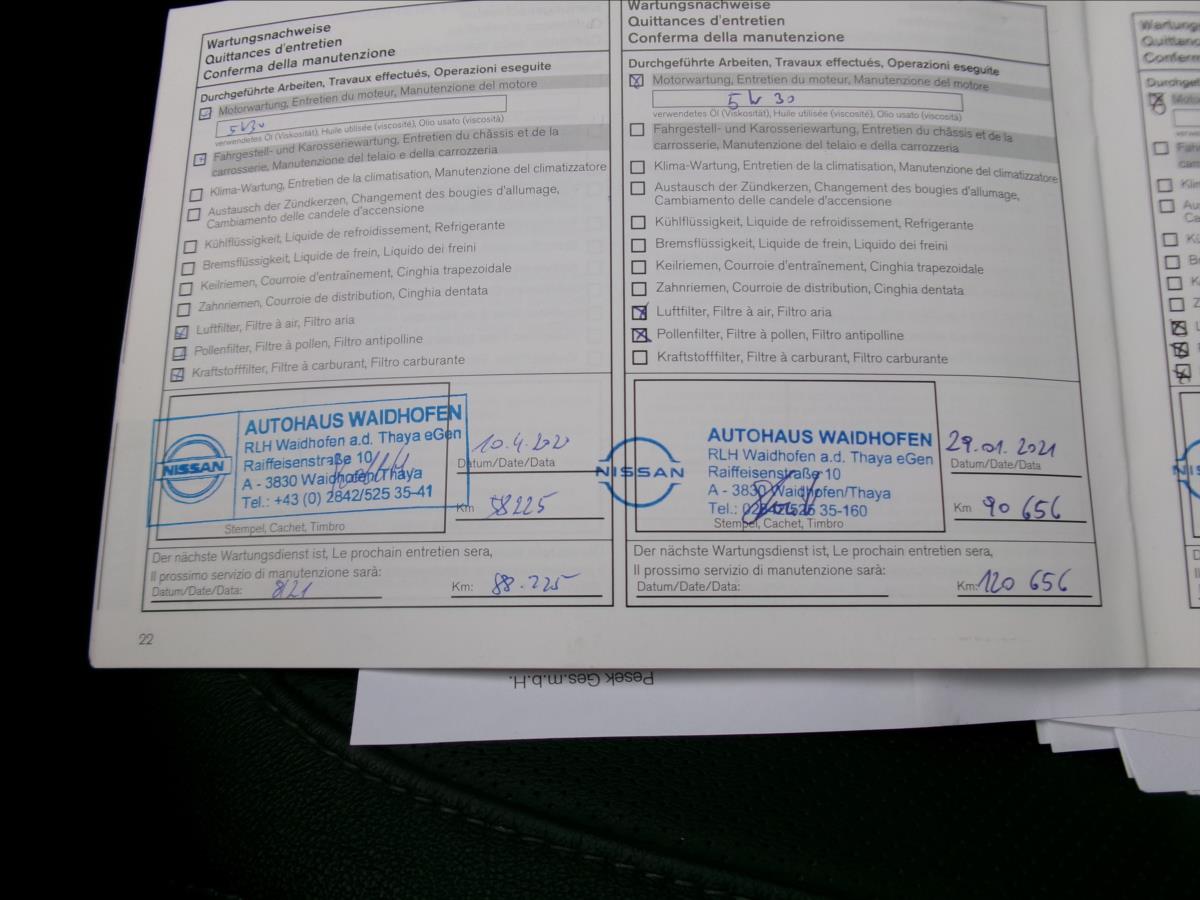 Wartungsnachweise
Quittances d'entretien
Conferma della manutenzione
Durchgeführte Arbeiten, Travaux effectués, Operazioni eseguite
Motorwartung, Entretien du moteur, Manutenzione del motore
5W30
verwendetes Öl (Viskosität), Huile utilisée (viscosité), Olio usato (viscosità)
Fahrgestell- und Karosseriewartung, Entretien du châssis et de la
carrosserie, Manutenzione del telaio e della carrozzeria
Klima-Wartung, Entretien de la climatisation, Manutenzione del climatizzatore
Austausch der Zündkerzen, Changement des bougies d'allumage,
Cambiamento delle candele d'accensione
Kühlflüssigkeit, Liquide de refroidissement, Refrigerante
Bremsflüssigkeit, Liquide de frein, Liquido dei freini
Keilriemen, Courroie d'entraînement, Cinghia trapezoidale
Zahnriemen, Courroie de distribution, Cinghia dentata
Luftfilter, Filtre à air, Filtro aria
Pollenfilter, Filtre à pollen, Filtro antipolline
Kraftstofffilter, Filtre à carburant, Filtro carburante
NISSAN
AUTOHAUS WAIDHOFEN
RLH Waidhofen a.d. Thaya eGen
Raiffeisenstraße 10
A - 3830 Waidhofen/Thaya
Tel.: +43 (0) 2842/525 35-41
Stempel, Cachet, Timbro
10.4.2020
Datum/Date/Data
Km 58225
Der nächste Wartungsdienst ist, Le prochain entretien sera,
Il prossimo servizio di manutenzione sarà:
Datum/Date/Data: 8/21 Km: 88.225
22
Wartungsnachweise
Quittances d'entretien
Conferma della manutenzione
Durchgeführte Arbeiten, Travaux effectués, Operazioni eseguite
Motorwartung, Entretien du moteur, Manutenzione del motore
5W30
verwendetes Öl (Viskosität), Huile utilisée (viscosité), Olio usato (viscosità)
Fahrgestell- und Karosseriewartung, Entretien du châssis et de la
carrosserie, Manutenzione del telaio e della carrozzeria
Klima-Wartung, Entretien de la climatisation, Manutenzione del climatizzatore
Austausch der Zündkerzen, Changement des bougies d'allumage,
Cambiamento delle candele d'accensione
Kühlflüssigkeit, Liquide de refroidissement, Refrigerante
Bremsflüssigkeit, Liquide de frein, Liquido dei freini
Keilriemen, Courroie d'entraînement, Cinghia trapezoidale
Zahnriemen, Courroie de distribution, Cinghia dentata
Luftfilter, Filtre à air, Filtro aria
Pollenfilter, Filtre à pollen, Filtro antipolline
Kraftstofffilter, Filtre à carburant, Filtro carburante
NISSAN
AUTOHAUS WAIDHOFEN
RLH Waidhofen a.d. Thaya eGen
Raiffeisenstraße 10
A - 3830 Waidhofen/Thaya
Tel.: 02842/525 35-160
Stempel, Cachet, Timbro
29.01.2021
Datum/Date/Data
Km 90 656
Der nächste Wartungsdienst ist, Le prochain entretien sera,
Il prossimo servizio di manutenzione sarà:
Datum/Date/Data: Km: 120 656
Pesek Ges.m.b.H.